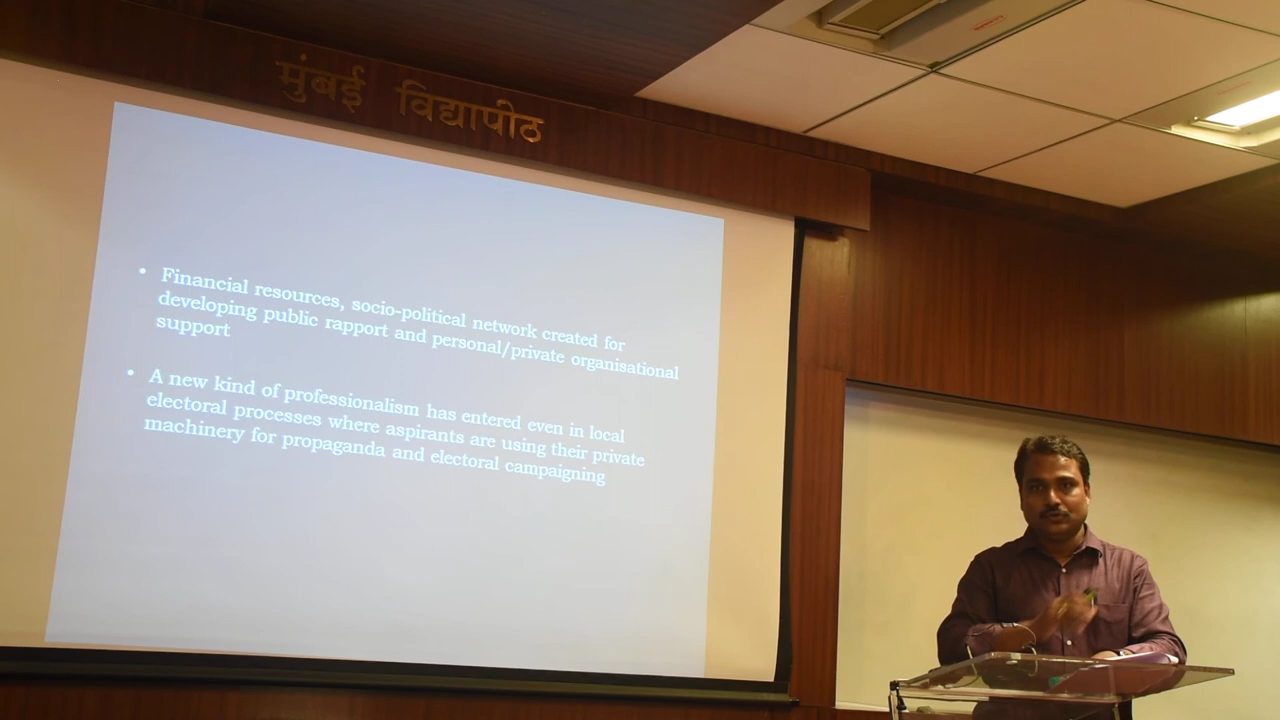 मुंबई विद्यापीठ
• Financial resources, socio-political network created for
developing public rapport and personal/private organisational
support
• A new kind of professionalism has entered even in local
electoral processes where aspirants are using their private
machinery for propaganda and electoral campaigning